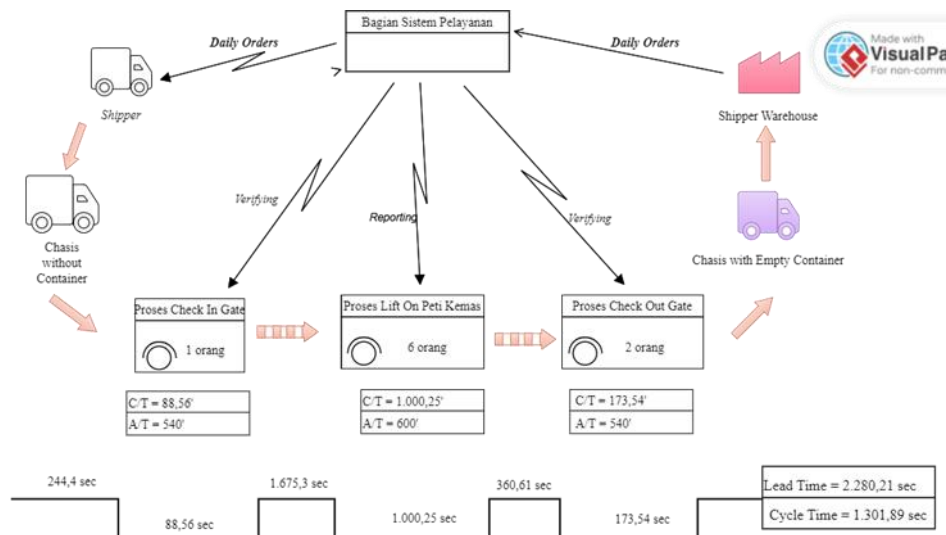 Bagian Sistem Pelayanan
Daily Orders
Daily Orders
Made with
VisualPa
For non-comm
Shipper
Shipper Warehouse
Chasis
without
Container
Verifying
Reporting
Verifying
Chasis with Empty Container
Proses Check In Gate
1 orang
Proses Lift On Peti Kemas
6 orang
Proses Check Out Gate
2 orang
C/T = 88,56'
A/T = 540'
C/T = 1.000,25'
A/T = 600'
C/T = 173,54'
A/T = 540'
244,4 sec
88,56 sec
1.675,3 sec
1.000,25 sec
360,61 sec
173,54 sec
Lead Time = 2.280,21 sec
Cycle Time = 1.301,89 sec